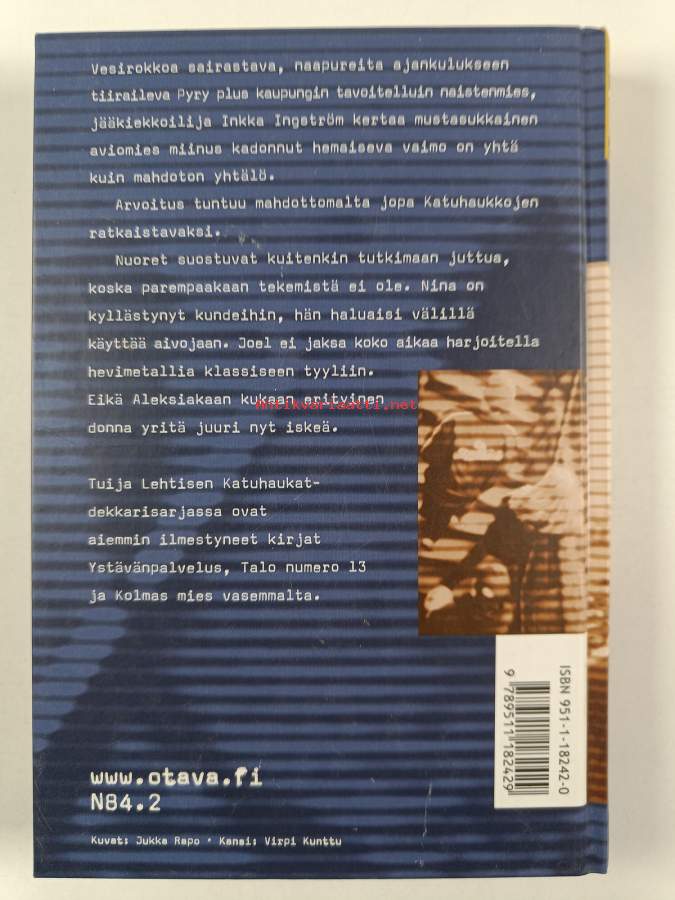 Vesirokkoa sairastava, naapureita ajankulukseen
tiiraileva Pyry plus kaupungin tavoitelluin naistenmies,
jääkiekkoilija Inkka Ingström kertaa mustasukkainen
aviomies miinus kadonnut hemaiseva vaimo on yhtä
kuin mahdoton yhtälö.
Arvoitus tuntuu mahdottomalta jopa Katuhaukkojen
ratkaistavaksi.
Nuoret suostuvat kuitenkin tutkimaan juttua,
koska parempaakaan tekemistä ei ole. Nina on
kyllästynyt kundeihin, hän haluaisi välillä
käyttää aivojaan. Joel ei jaksa koko aikaa harjoitella
hevimetallia klassiseen tyyliin.
Eikä Aleksiakaan kukaan erityinen
antikvariaatti.net
donna yritä juuri nyt iskeä.
Tuija Lehtisen Katuhaukat-
dekkarisarjassa ovat
aiemmin ilmestyneet kirjat
Ystävänpalvelus, Talo numero 13
ja Kolmas mies vasemmalta.
www.otava.fi
N84.2
Kuvat: Jukka Rapo · Kansi: Virpi Kunttu
ISBN 951-1-18242-0
9 789511 182429